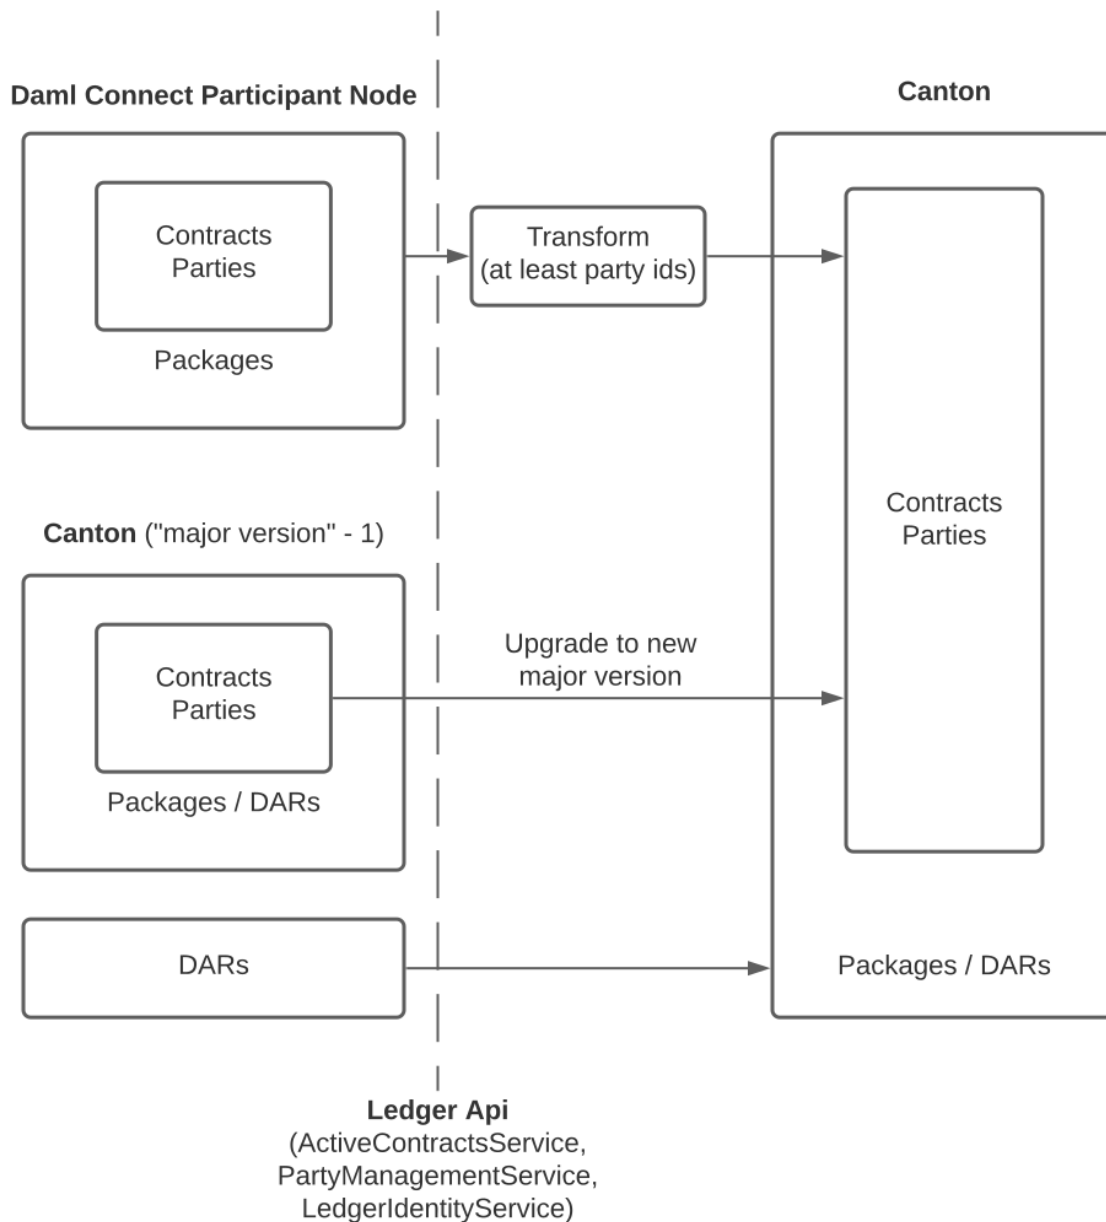 Daml Connect Participant Node
Contracts
Parties
Packages
Transform
(at least party ids)
Canton
Contracts
Parties
Packages / DARs
Canton ("major version" - 1)
Contracts
Parties
Packages / DARs
Upgrade to new
major version
DARs
Ledger Api
(ActiveContractsService,
PartyManagementService,
LedgerIdentityService)